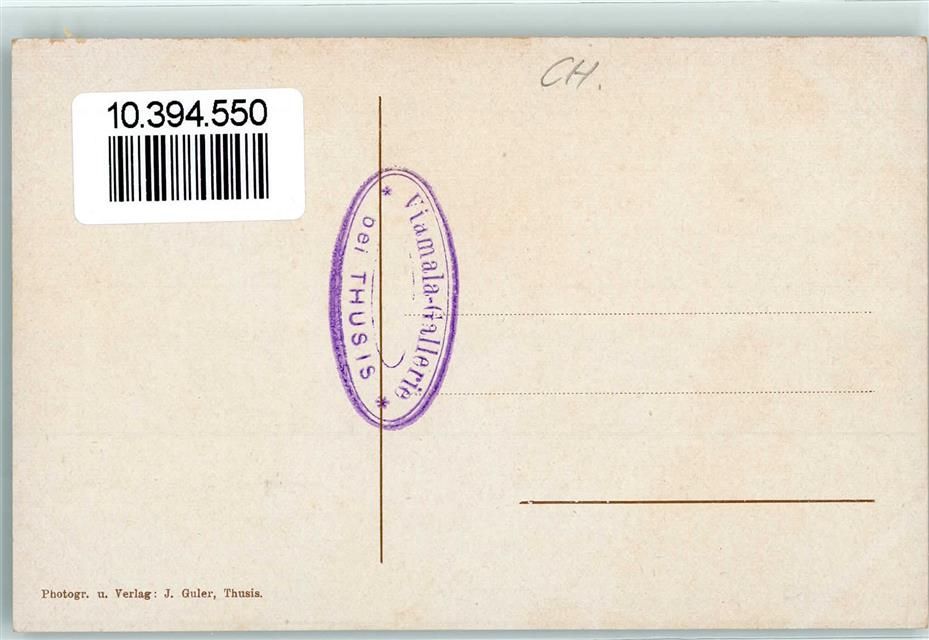 CH.
10.394.550
* Viamala-Gallerie *
bei THUSIS
Photogr. u. Verlag: J. Guler, Thusis.